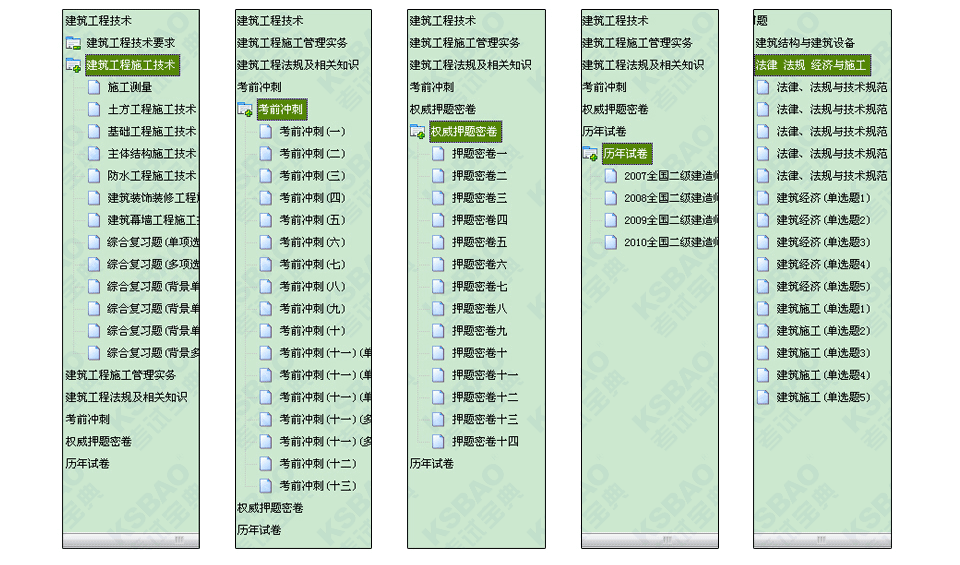 建筑工程技术
建筑工程技术要求
建筑工程施工技术
施工测量
土方工程施工技术
基础工程施工技术
主体结构施工技术
防水工程施工技术
建筑装饰装修工程
建筑幕墙工程施工
综合复习题(单项选
综合复习题(多项选
综合复习题(背景单
综合复习题(背景单
综合复习题(背景单
综合复习题(背景多
建筑工程施工管理实务
建筑工程法规及相关知识
考前冲刺
权威押题密卷
历年试卷
建筑工程技术
建筑工程施工管理实务
建筑工程法规及相关知识
考前冲刺
考前冲刺
考前冲刺(一)
考前冲刺(二)
考前冲刺(三)
考前冲刺(四)
考前冲刺(五)
考前冲刺(六)
考前冲刺(七)
考前冲刺(八)
考前冲刺(九)
考前冲刺(十)
考前冲刺(十一)(单
考前冲刺(十一)(单
考前冲刺(十一)(单
考前冲刺(十一)(多
考前冲刺(十一)(多
考前冲刺(十二)
考前冲刺(十三)
权威押题密卷
历年试卷
建筑工程技术
建筑工程施工管理实务
建筑工程法规及相关知识
考前冲刺
权威押题密卷
权威押题密卷
押题密卷一
押题密卷二
押题密卷三
押题密卷四
押题密卷五
押题密卷六
押题密卷七
押题密卷八
押题密卷九
押题密卷十
押题密卷十一
押题密卷十二
押题密卷十三
押题密卷十四
历年试卷
建筑工程技术
建筑工程施工管理实务
建筑工程法规及相关知识
考前冲刺
权威押题密卷
历年试卷
历年试卷
2007全国二级建造师
2008全国二级建造师
2009全国二级建造师
2010全国二级建造师
题
建筑结构与建筑设备
法律 法规 经济与施工
法律、法规与技术规范
法律、法规与技术规范
法律、法规与技术规范
法律、法规与技术规范
法律、法规与技术规范
建筑经济(单选题1)
建筑经济(单选题2)
建筑经济(单选题3)
建筑经济(单选题4)
建筑经济(单选题5)
建筑施工(单选题1)
建筑施工(单选题2)
建筑施工(单选题3)
建筑施工(单选题4)
建筑施工(单选题5)
KSBAO
考试宝典